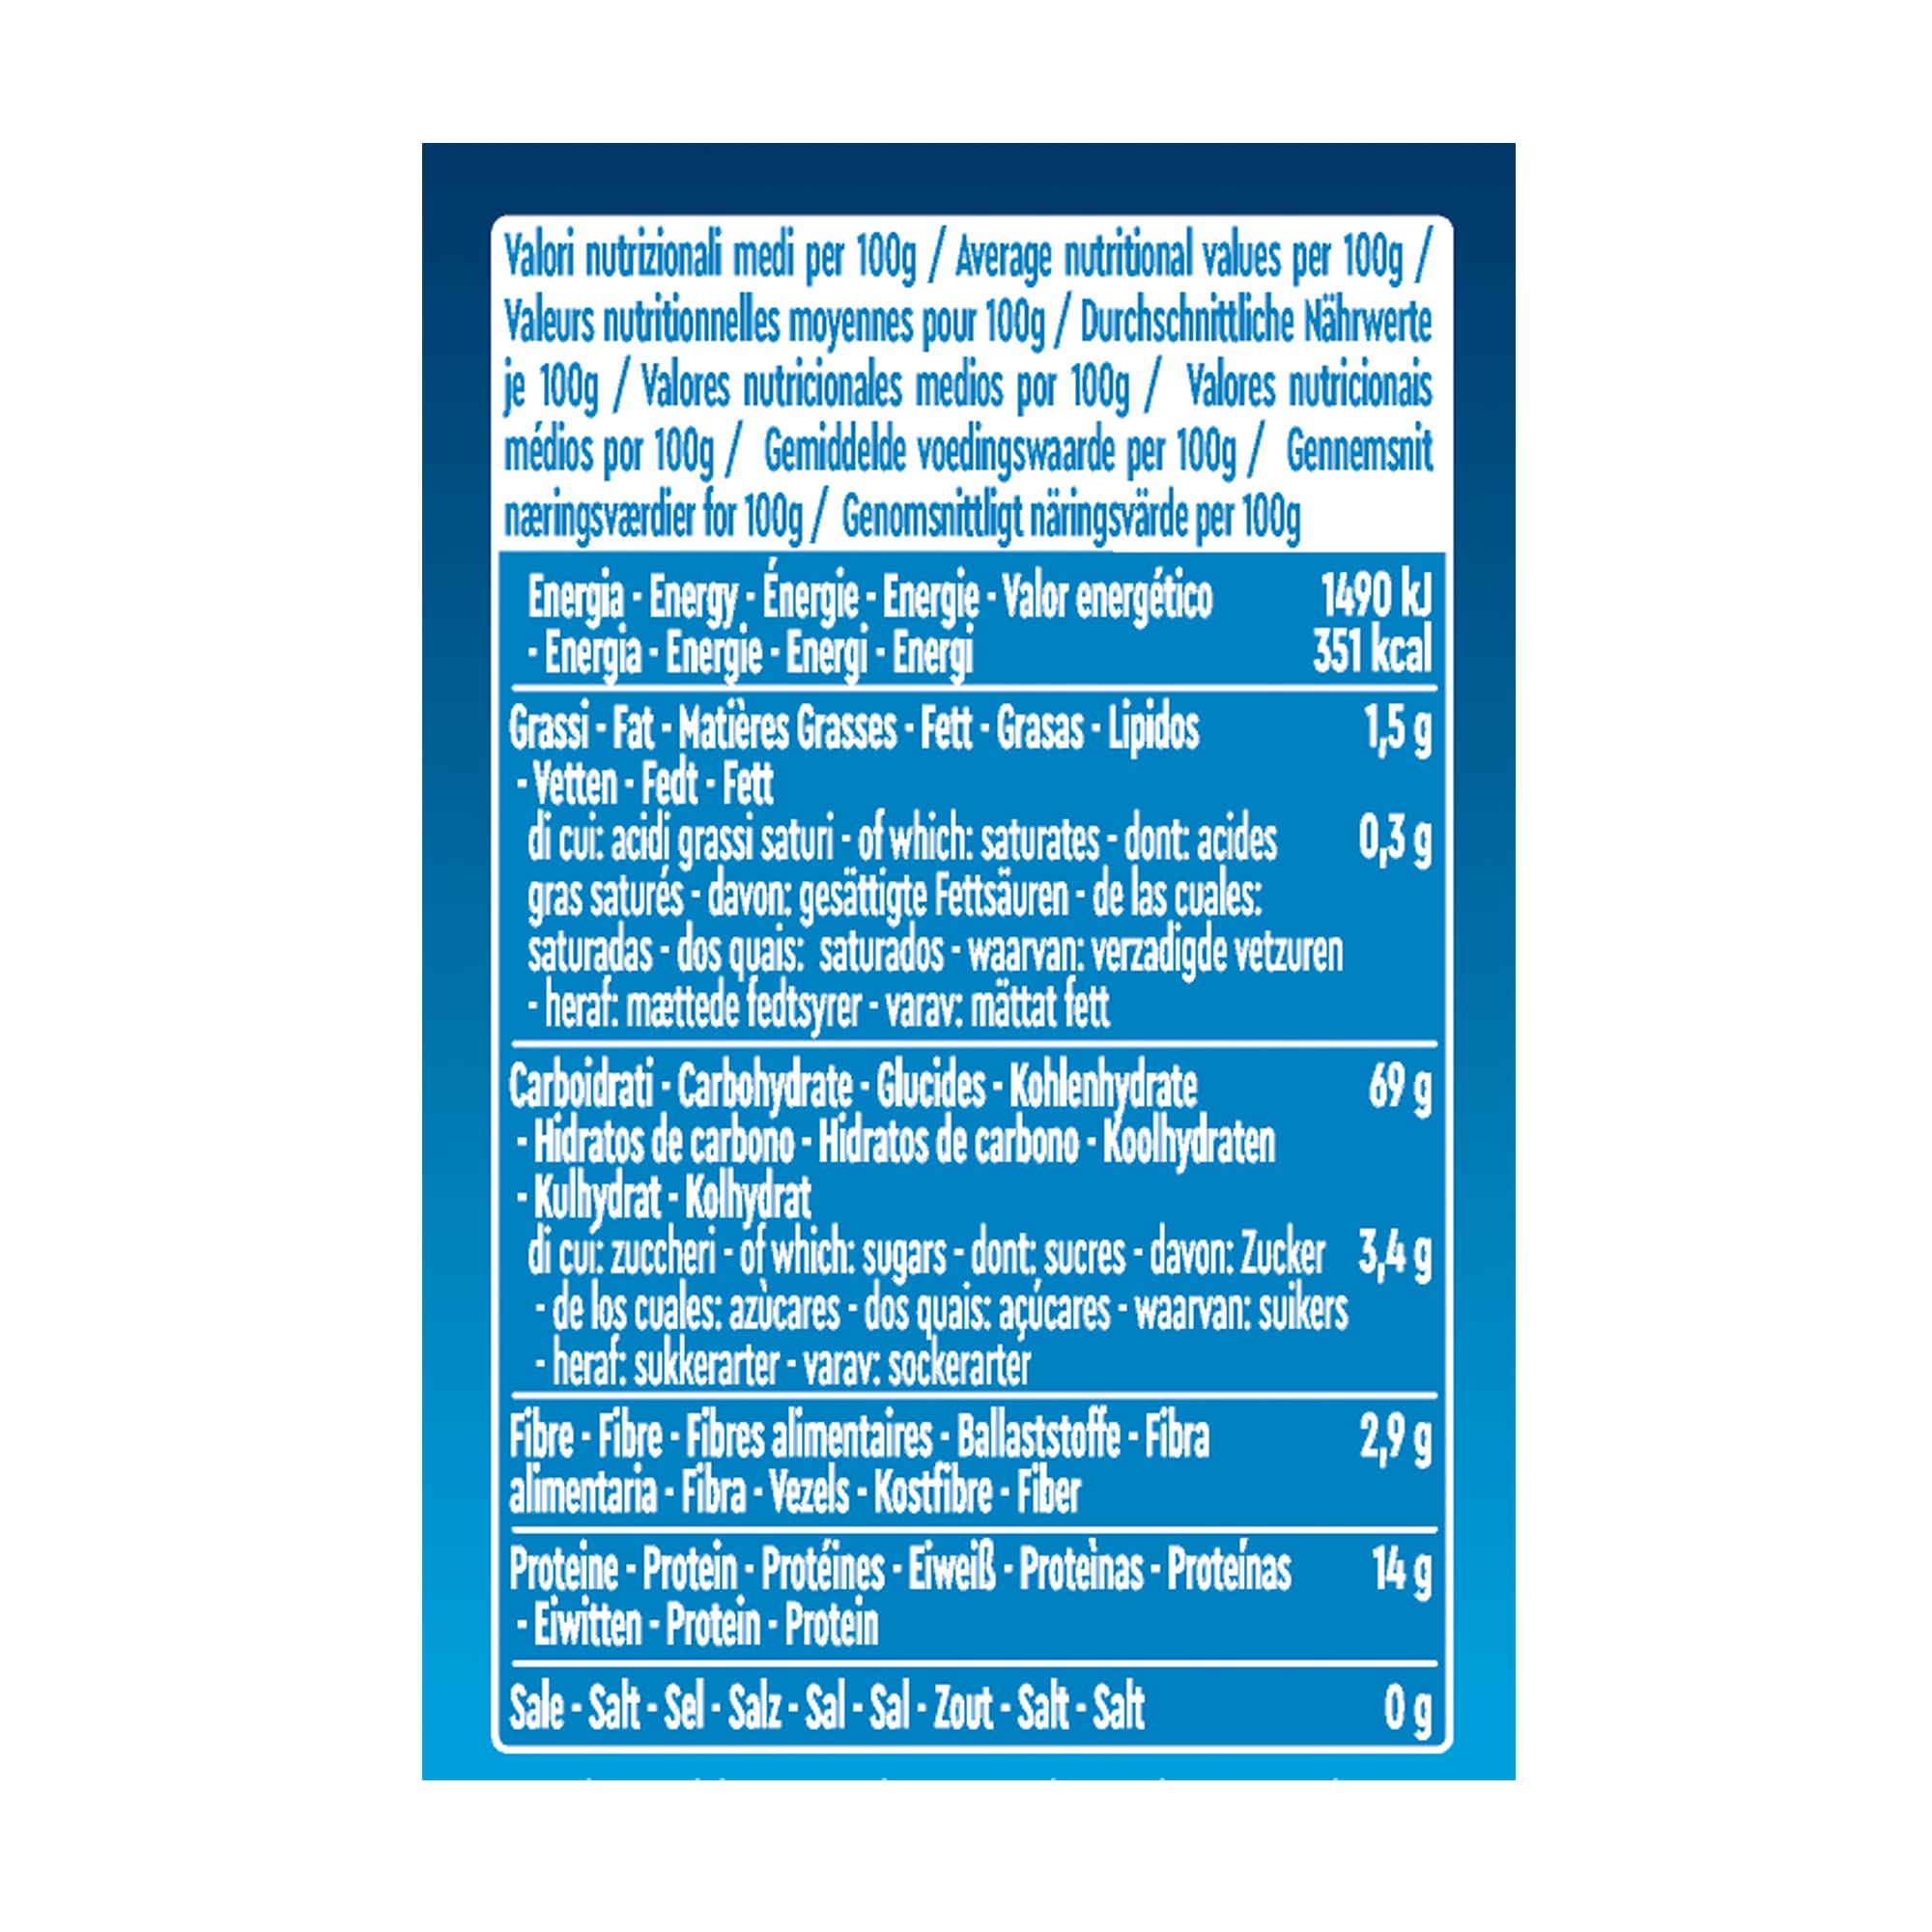 Valori nutrizionali medi per 100g / Average nutritional values per 100g /
Valeurs nutritionnelles moyennes pour 100g / Durchschnittliche Nährwerte
je 100g / Valores nutricionales medios por 100g / Valores nutricionais
médios por 100g / Gemiddelde voedingswaarde per 100g / Gennemsnit
næringsværdier for 100g / Genomsnittligt näringsvärde per 100g
Energia - Energy - Énergie - Energie - Valor energético 1490 kJ
- Energia - Energie - Energi - Energi 351 kcal
Grassi - Fat - Matières Grasses - Fett - Grasas - Lipidos 1,5 g
- Vetten - Fedt - Fett
di cui: acidi grassi saturi - of which: saturates - dont: acides 0,3 g
gras saturés - davon: gesättigte Fettsäuren - de las cuales:
saturadas - dos quais: saturados - waarvan: verzadigde vetzuren
- heraf: mættede fedtsyrer - varav: mättat fett
Carboidrati - Carbohydrate - Glucides - Kohlenhydrate 69 g
- Hidratos de carbono - Hidratos de carbono - Koolhydraten
- Kulhydrat - Kolhydrat
di cui: zuccheri - of which: sugars - dont: sucres - davon: Zucker 3,4 g
- de los cuales: azùcares - dos quais: açúcares - waarvan: suikers
- heraf: sukkerarter - varav: sockerarter
Fibre - Fibre - Fibres alimentaires - Ballaststoffe - Fibra 2,9 g
alimentaria - Fibra - Vezels - Kostfibre - Fiber
Proteine - Protein - Protéines - Eiweiß - Proteìnas - Proteínas 14 g
- Eiwitten - Protein - Protein
Sale - Salt - Sel - Salz - Sal - Sal - Zout - Salt - Salt 0 g